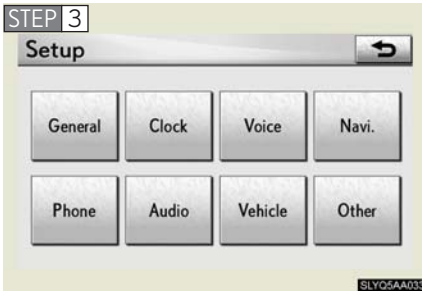 STEP 3
Setup
General Clock Voice Navi.
Phone Audio Vehicle Other
SLYQ5AA033